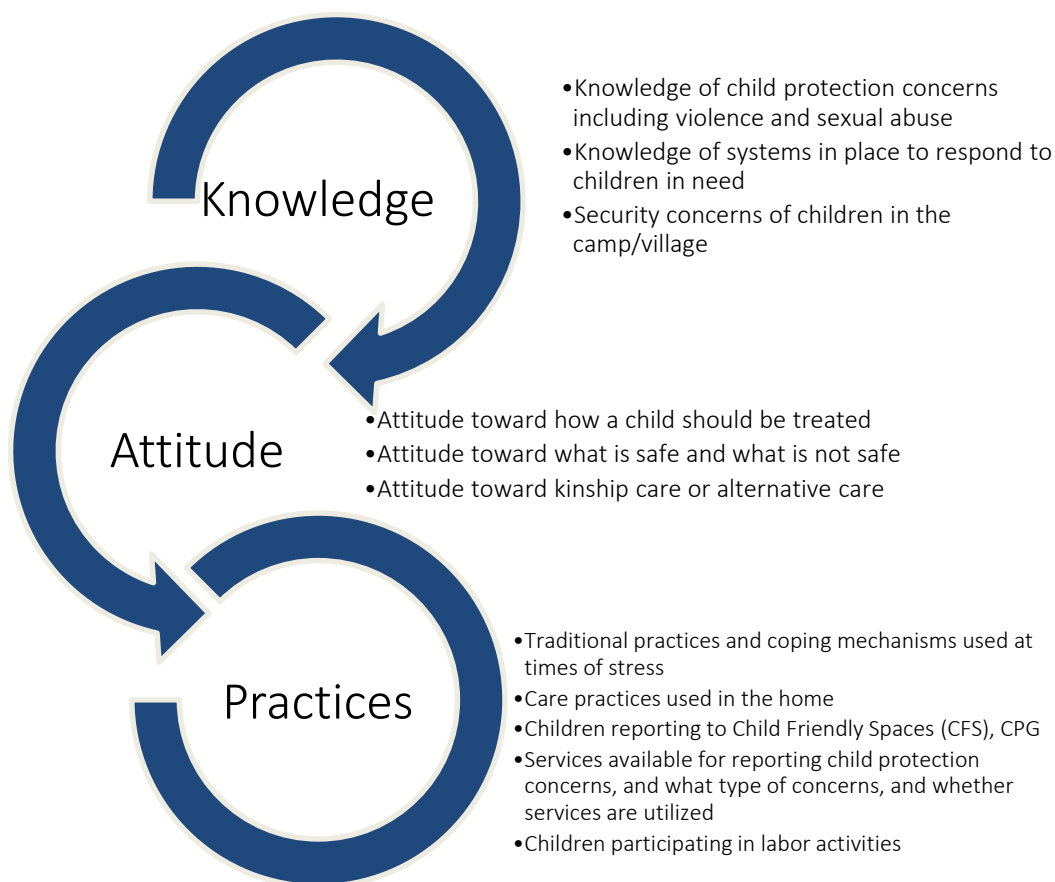 Knowledge
•Knowledge of child protection concerns
including violence and sexual abuse
•Knowledge of systems in place to respond to
children in need
•Security concerns of children in the
camp/village
Attitude
•Attitude toward how a child should be treated
•Attitude toward what is safe and what is not safe
•Attitude toward kinship care or alternative care
Practices
•Traditional practices and coping mechanisms used at
times of stress
•Care practices used in the home
•Children reporting to Child Friendly Spaces (CFS), CPG
•Services available for reporting child protection
concerns, and what type of concerns, and whether
services are utilized
•Children participating in labor activities